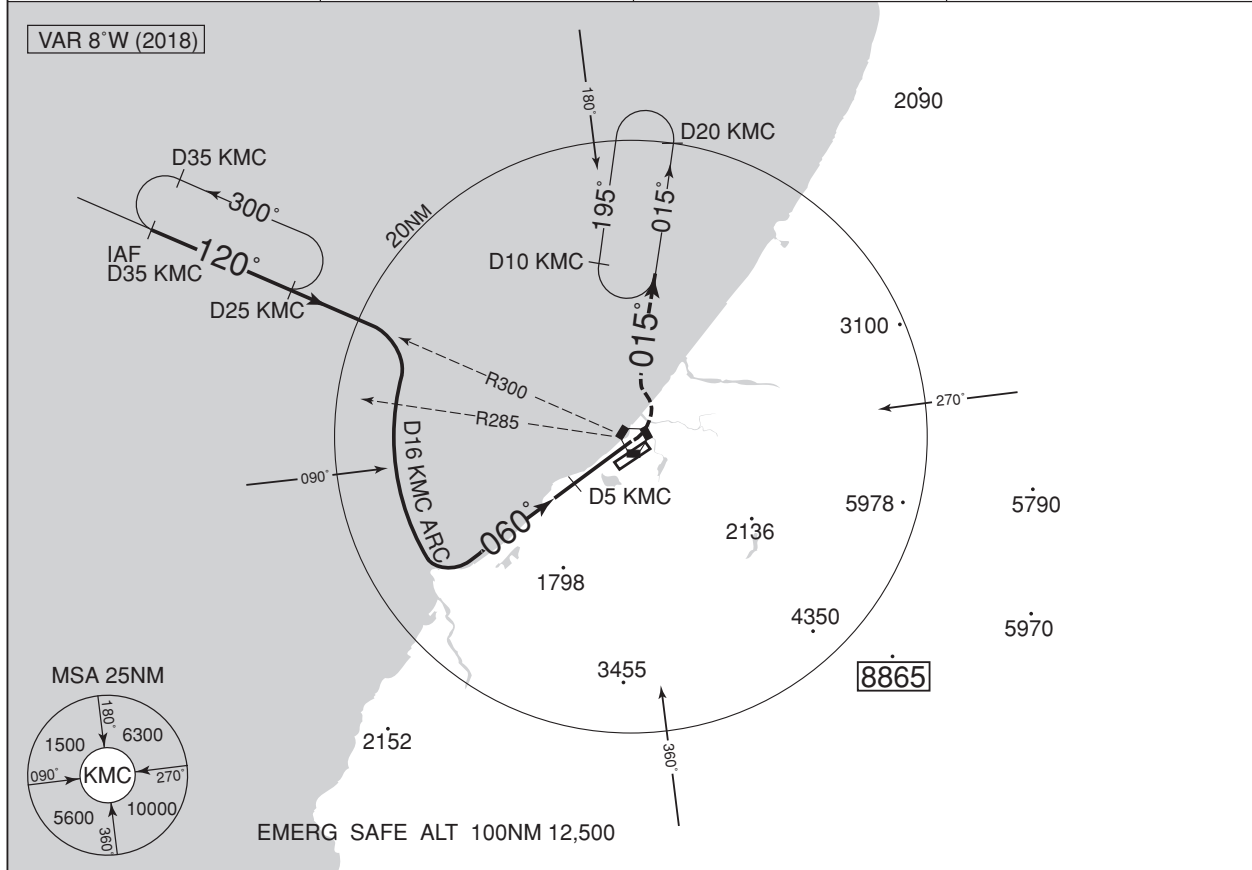 VAR 8°W (2018)
180°
2090
D35 KMC
D20 KMC
300°
195°
015°
20NM
IAF
D35 KMC
120°
D10 KMC
D25 KMC
015°
3100
R300
270°
R285
D16 KMC ARC
090°
D5 KMC
5978
5790
060°
2136
1798
4350
5970
3455
8865
MSA 25NM
180°
1500
6300
2152
360°
090°
KMC
270°
5600
10000
360°
EMERG SAFE ALT 100NM 12,500